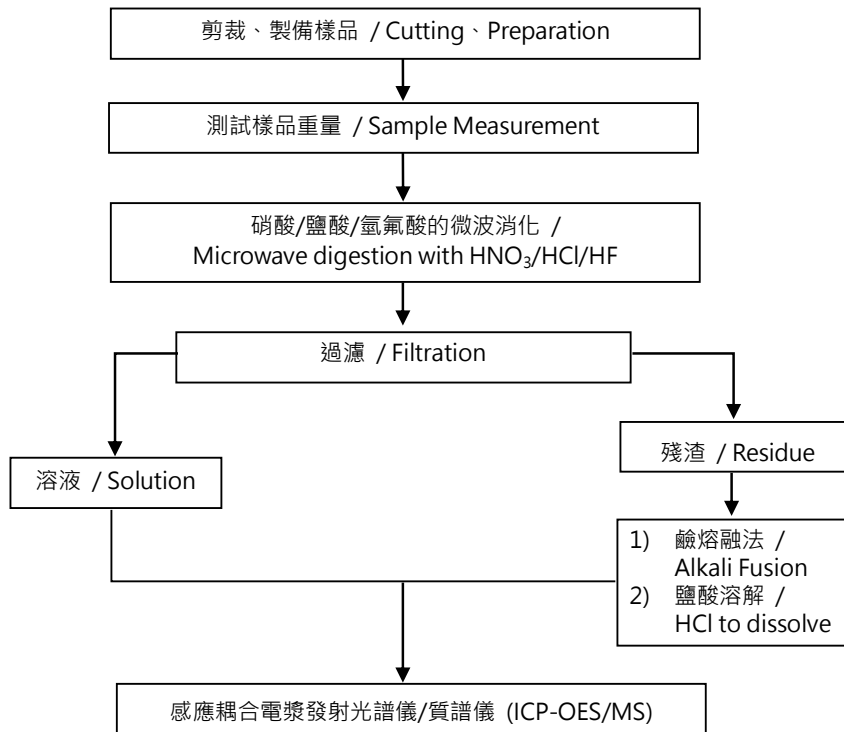 剪裁、製備樣品 / Cutting、Preparation
測試樣品重量 / Sample Measurement
硝酸/鹽酸/氫氟酸的微波消化 /
Microwave digestion with HNO₃/HCl/HF
過濾 / Filtration
溶液 / Solution
殘渣 / Residue
1) 鹼熔融法 /
Alkali Fusion
2) 鹽酸溶解 /
HCl to dissolve
感應耦合電漿發射光譜儀/質譜儀 (ICP-OES/MS)